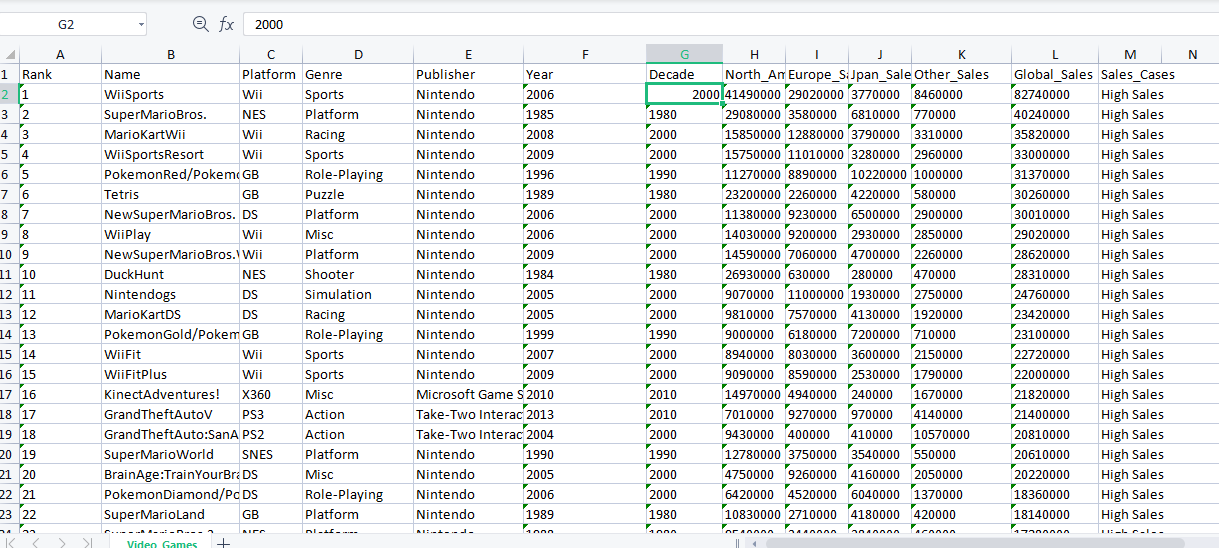 G2 fx 2000
A B C D E F G H I J K L M N
1 Rank Name Platform Genre Publisher Year Decade North_Am Europe_Sa Jpan_Sale Other_Sales Global_Sales Sales_Cases
2 1 WiiSports Wii Sports Nintendo 2006 2000 41490000 29020000 3770000 8460000 82740000 High Sales
3 2 SuperMarioBros. NES Platform Nintendo 1985 1980 29080000 3580000 6810000 770000 40240000 High Sales
4 3 MarioKartWii Wii Racing Nintendo 2008 2000 15850000 12880000 3790000 3310000 35820000 High Sales
5 4 WiiSportsResort Wii Sports Nintendo 2009 2000 15750000 11010000 3280000 2960000 33000000 High Sales
6 5 PokemonRed/Pokemo GB Role-Playing Nintendo 1996 1990 11270000 8890000 10220000 1000000 31370000 High Sales
7 6 Tetris GB Puzzle Nintendo 1989 1980 23200000 2260000 4220000 580000 30260000 High Sales
8 7 NewSuperMarioBros. DS Platform Nintendo 2006 2000 11380000 9230000 6500000 2900000 30010000 High Sales
9 8 WiiPlay Wii Misc Nintendo 2006 2000 14030000 9200000 2930000 2850000 29020000 High Sales
10 9 NewSuperMarioBros.W Wii Platform Nintendo 2009 2000 14590000 7060000 4700000 2260000 28620000 High Sales
11 10 DuckHunt NES Shooter Nintendo 1984 1980 26930000 630000 280000 470000 28310000 High Sales
12 11 Nintendogs DS Simulation Nintendo 2005 2000 9070000 11000000 1930000 2750000 24760000 High Sales
13 12 MarioKartDS DS Racing Nintendo 2005 2000 9810000 7570000 4130000 1920000 23420000 High Sales
14 13 PokemonGold/Pokem GB Role-Playing Nintendo 1999 1990 9000000 6180000 7200000 710000 23100000 High Sales
15 14 WiiFit Wii Sports Nintendo 2007 2000 8940000 8030000 3600000 2150000 22720000 High Sales
16 15 WiiFitPlus Wii Sports Nintendo 2009 2000 9090000 8590000 2530000 1790000 22000000 High Sales
17 16 KinectAdventures! X360 Misc Microsoft Game S 2010 2010 14970000 4940000 240000 1670000 21820000 High Sales
18 17 GrandTheftAutoV PS3 Action Take-Two Interac 2013 2010 7010000 9270000 970000 4140000 21400000 High Sales
19 18 GrandTheftAuto:SanA PS2 Action Take-Two Interac 2004 2000 9430000 400000 410000 10570000 20810000 High Sales
20 19 SuperMarioWorld SNES Platform Nintendo 1990 1990 12780000 3750000 3540000 550000 20610000 High Sales
21 20 BrainAge:TrainYourBra DS Misc Nintendo 2005 2000 4750000 9260000 4160000 2050000 20220000 High Sales
22 21 PokemonDiamond/Po DS Role-Playing Nintendo 2006 2000 6420000 4520000 6040000 1370000 18360000 High Sales
23 22 SuperMarioLand GB Platform Nintendo 1989 1980 10830000 2710000 4180000 420000 18140000 High Sales
Video_Games